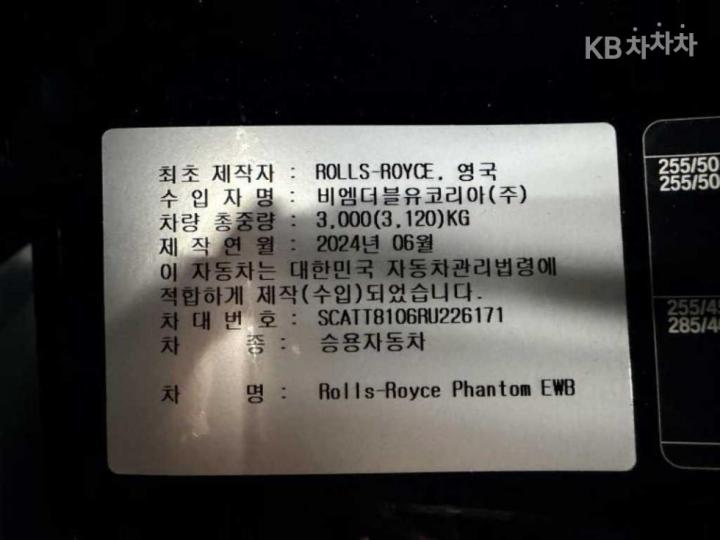 KB차차차
최초 제작자 : ROLLS-ROYCE. 영국
수 입 자 명 : 비엠더블유코리아(주)
차량 총중량 : 3,000(3,120)KG
제 작 연 월 : 2024년 06월
이 자동차는 대한민국 자동차관리법령에
적합하게 제작(수입)되었습니다.
차 대 번 호 : SCATT8106RU226171
차 종 : 승용자동차
차 명 : Rolls-Royce Phantom EWB
255/50
255/50
255/4
285/4